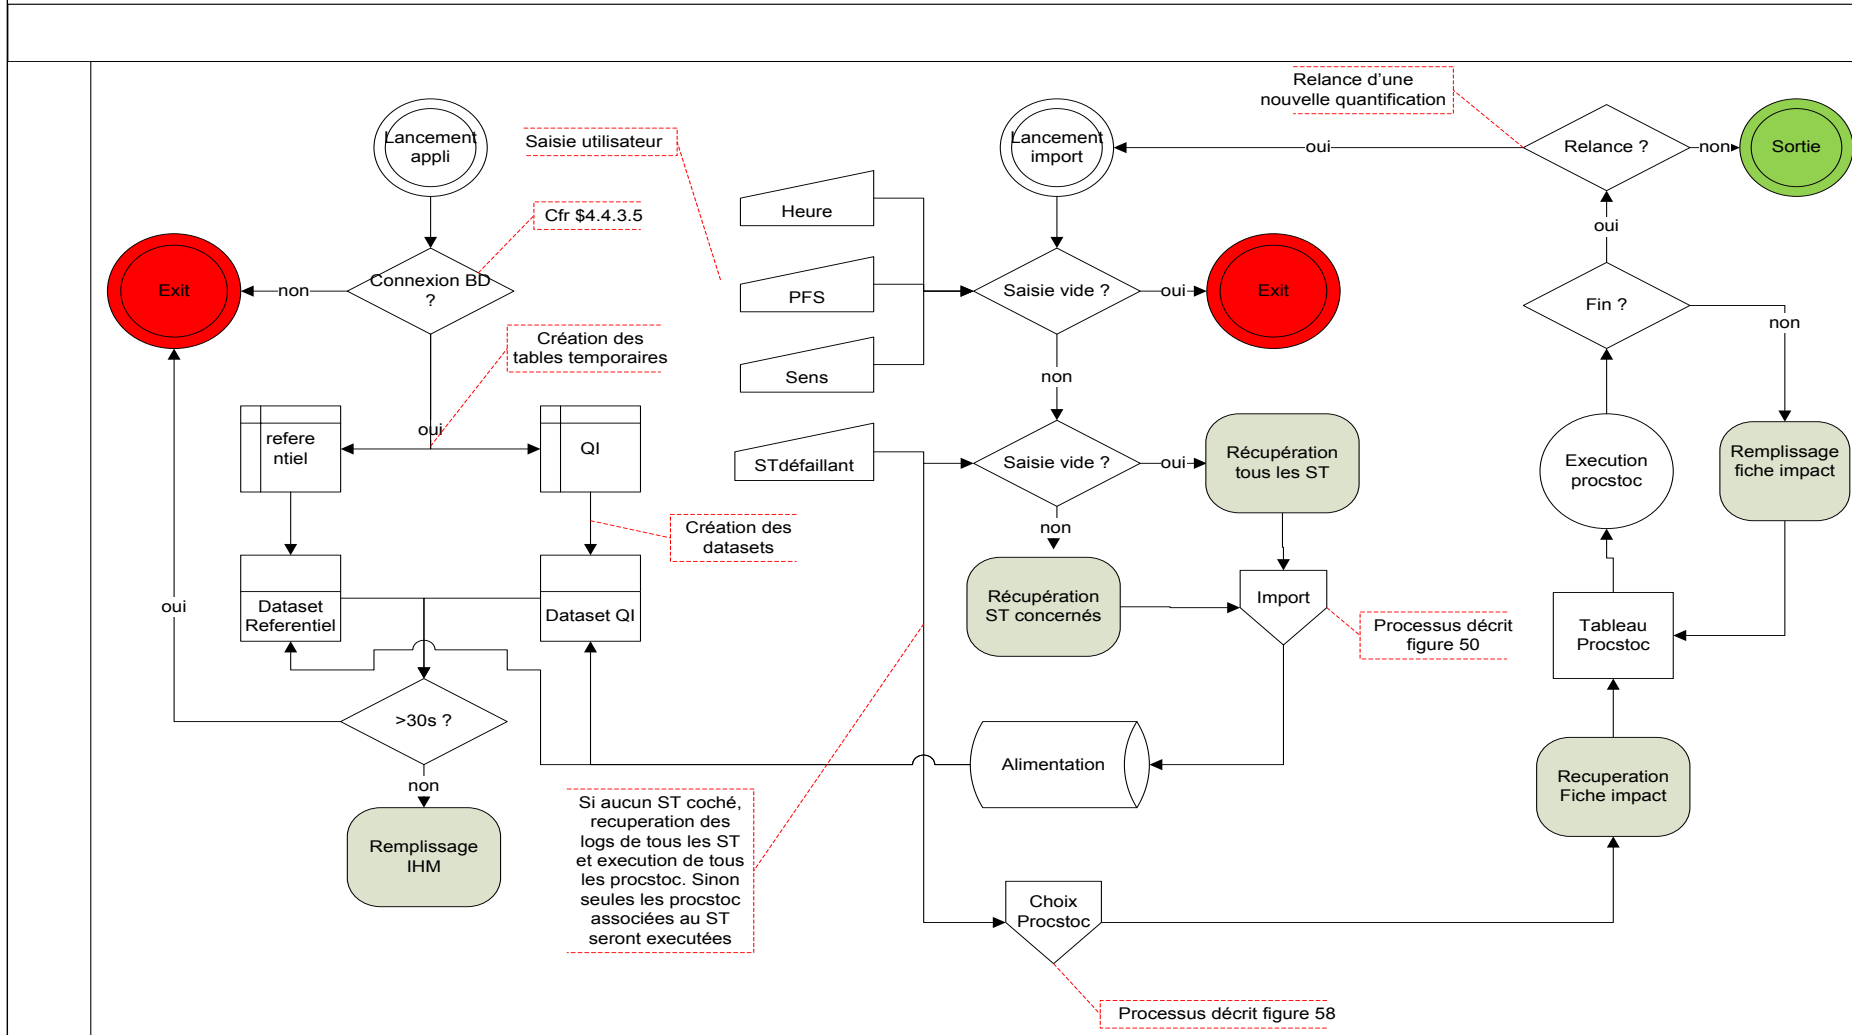 Lancement
appli
Connexion BD
?
non
Exit
oui
Cfr $4.4.3.5
Saisie utilisateur
Création des
tables temporaires
refere
ntiel
QI
Création des
datasets
Dataset
Referentiel
Dataset QI
oui
>30s ?
non
Remplissage
IHM
Heure
PFS
Sens
STdéfaillant
Lancement
import
Saisie vide ?
oui
Exit
non
Saisie vide ?
oui
Récupération
tous les ST
non
Récupération
ST concernés
Import
Processus décrit
figure 50
Alimentation
Si aucun ST coché,
recuperation des
logs de tous les ST
et execution de tous
les procstoc. Sinon
seules les procstoc
associées au ST
seront executées
Choix
Procstoc
Processus décrit figure 58
Relance d'une
nouvelle quantification
oui
Relance ?
non
Sortie
oui
Fin ?
non
Execution
procstoc
Remplissage
fiche impact
Tableau
Procstoc
Recuperation
Fiche impact